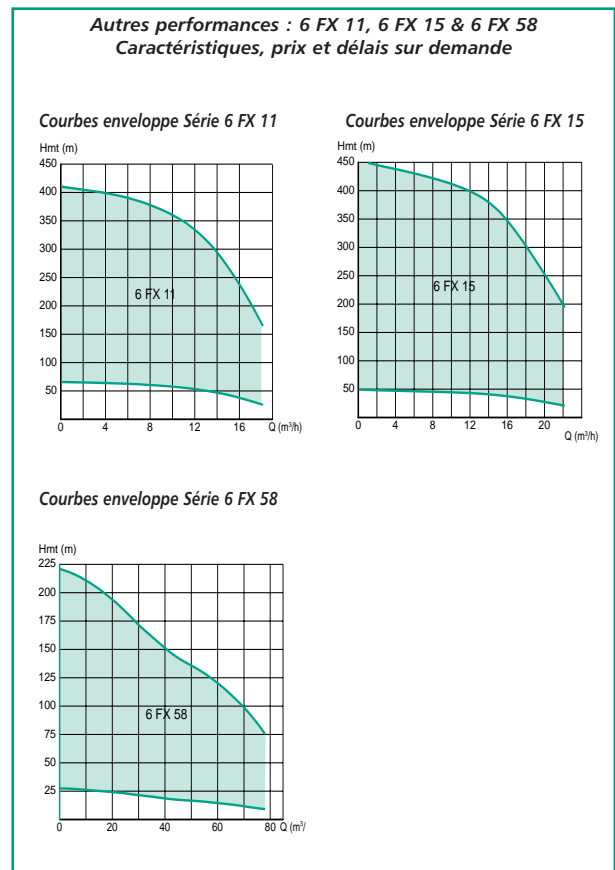 Autres performances : 6 FX 11, 6 FX 15 & 6 FX 58
Caractéristiques, prix et délais sur demande
Courbes enveloppe Série 6 FX 11
Hmt (m)
450
400
350
300
250
200
150
100
50
6 FX 11
0 4 8 12 16
Q (m³/h)
Courbes enveloppe Série 6 FX 15
Hmt (m)
450
400
350
300
250
200
150
100
50
6 FX 15
0 4 8 12 16 20
Q (m³/h)
Courbes enveloppe Série 6 FX 58
Hmt (m)
225
200
175
150
125
100
75
50
25
6 FX 58
0 20 40 60 80 Q (m³/